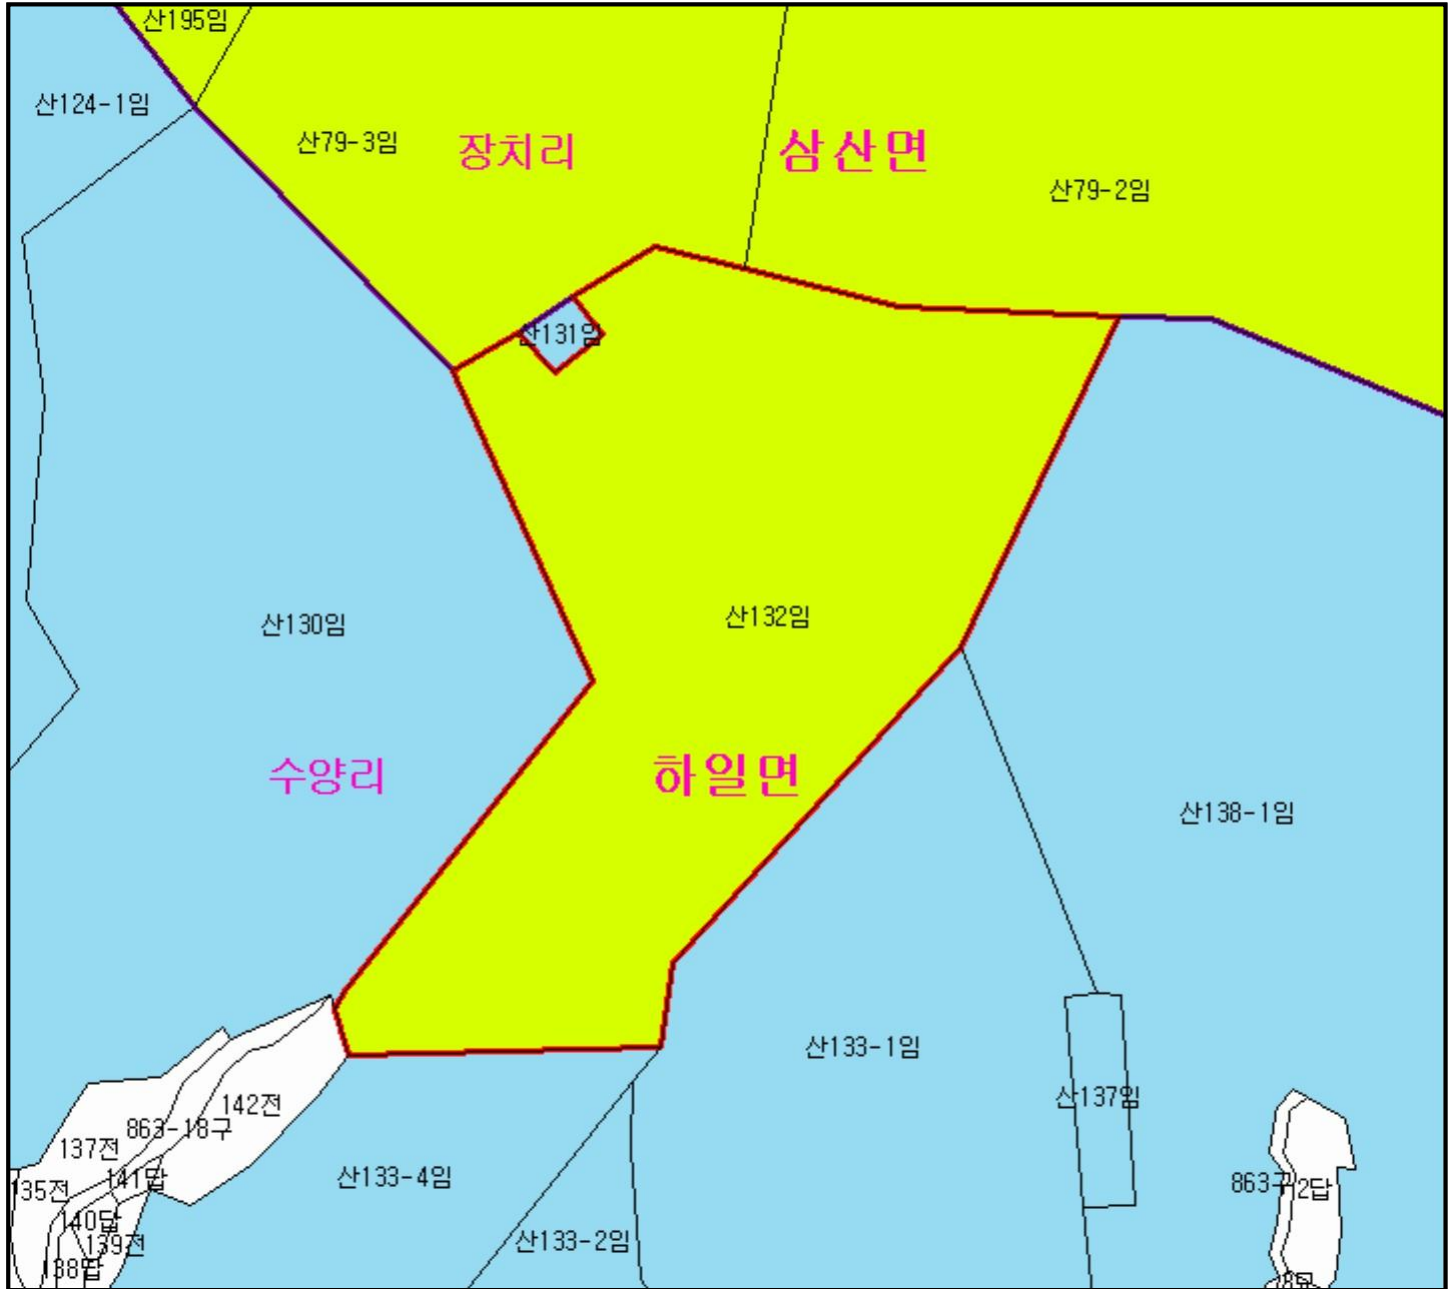 산195임
산124-1임
산79-3임
장치리
삼산면
산79-2임
산131임
산132임
산130임
수양리
하일면
산138-1임
산133-1임
산137임
142전
863-18구
137전
141답
산133-4임
135전
863구
2답
140답
139전
산133-2임
138답